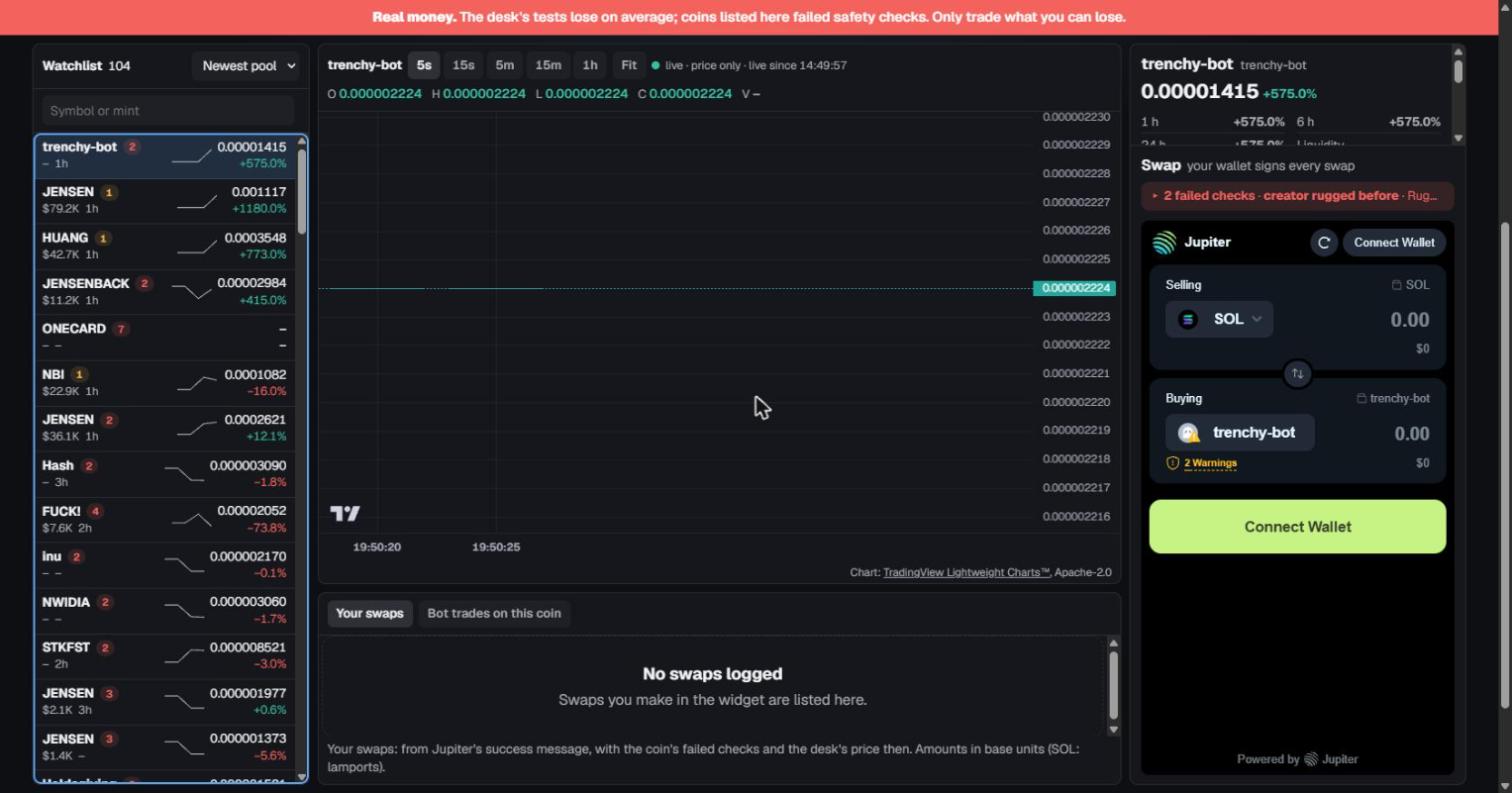 Real money. The desk's tests lose on average; coins listed here failed safety checks. Only trade what you can lose.
Watchlist 104
Newest pool
Symbol or mint
trenchy-bot 2 0.00001415
– 1h +575.0%
JENSEN 1 0.001117
$79.2K 1h +1180.0%
HUANG 1 0.0003548
$42.7K 1h +773.0%
JENSENBACK 2 0.00002984
$11.2K 1h +415.0%
ONECARD 7 –
– – –
NBI 1 0.0001082
$22.9K 1h −16.0%
JENSEN 2 0.0002621
$36.1K 1h +12.1%
Hash 2 0.000003090
– 3h −1.8%
FUCK! 4 0.00002052
$7.6K 2h −73.8%
inu 2 0.000002170
– – −0.1%
NWIDIA 2 0.000003060
– – −1.7%
STKFST 2 0.000008521
– 2h −3.0%
JENSEN 3 0.000001977
$2.1K 3h +0.6%
JENSEN 3 0.000001373
$1.4K – −5.6%
trenchy-bot 5s 15s 5m 15m 1h Fit live · price only · live since 14:49:57
O 0.000002224 H 0.000002224 L 0.000002224 C 0.000002224 V –
0.000002230
0.000002229
0.000002228
0.000002227
0.000002226
0.000002225
0.000002224
0.000002223
0.000002222
0.000002221
0.000002220
0.000002219
0.000002218
0.000002217
0.000002216
19:50:20 19:50:25
Chart: TradingView Lightweight Charts™, Apache-2.0
Your swaps Bot trades on this coin
No swaps logged
Swaps you make in the widget are listed here.
Your swaps: from Jupiter's success message, with the coin's failed checks and the desk's price then. Amounts in base units (SOL:
lamports).
trenchy-bot trenchy-bot
0.00001415 +575.0%
1 h +575.0% 6 h +575.0%
24 h +575.0% Liquidity
Swap your wallet signs every swap
2 failed checks · creator rugged before · Rug…
Jupiter
Connect Wallet
Selling SOL
SOL 0.00
$0
Buying trenchy-bot
trenchy-bot 0.00
2 Warnings $0
Connect Wallet
Powered by Jupiter